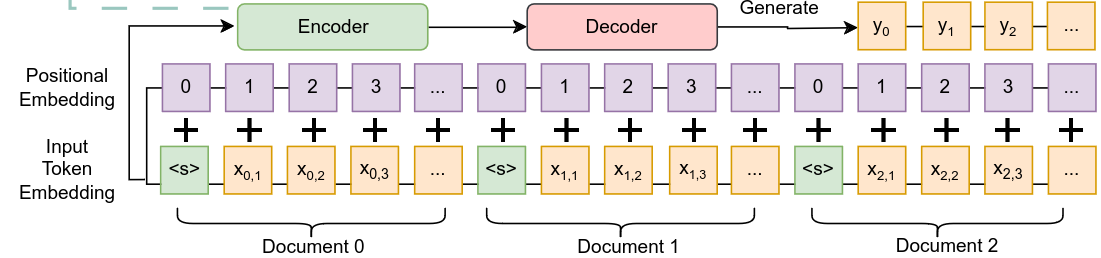 Encoder Decoder Generate y0 y1 y2 ...
Positional Embedding 0 1 2 3 ... 0 1 2 3 ... 0 1 2 3 ...
+ + + + + + + + + + + + + + +
Input Token Embedding <s> x0,1 x0,2 x0,3 ... <s> x1,1 x1,2 x1,3 ... <s> x2,1 x2,2 x2,3 ...
Document 0 Document 1 Document 2